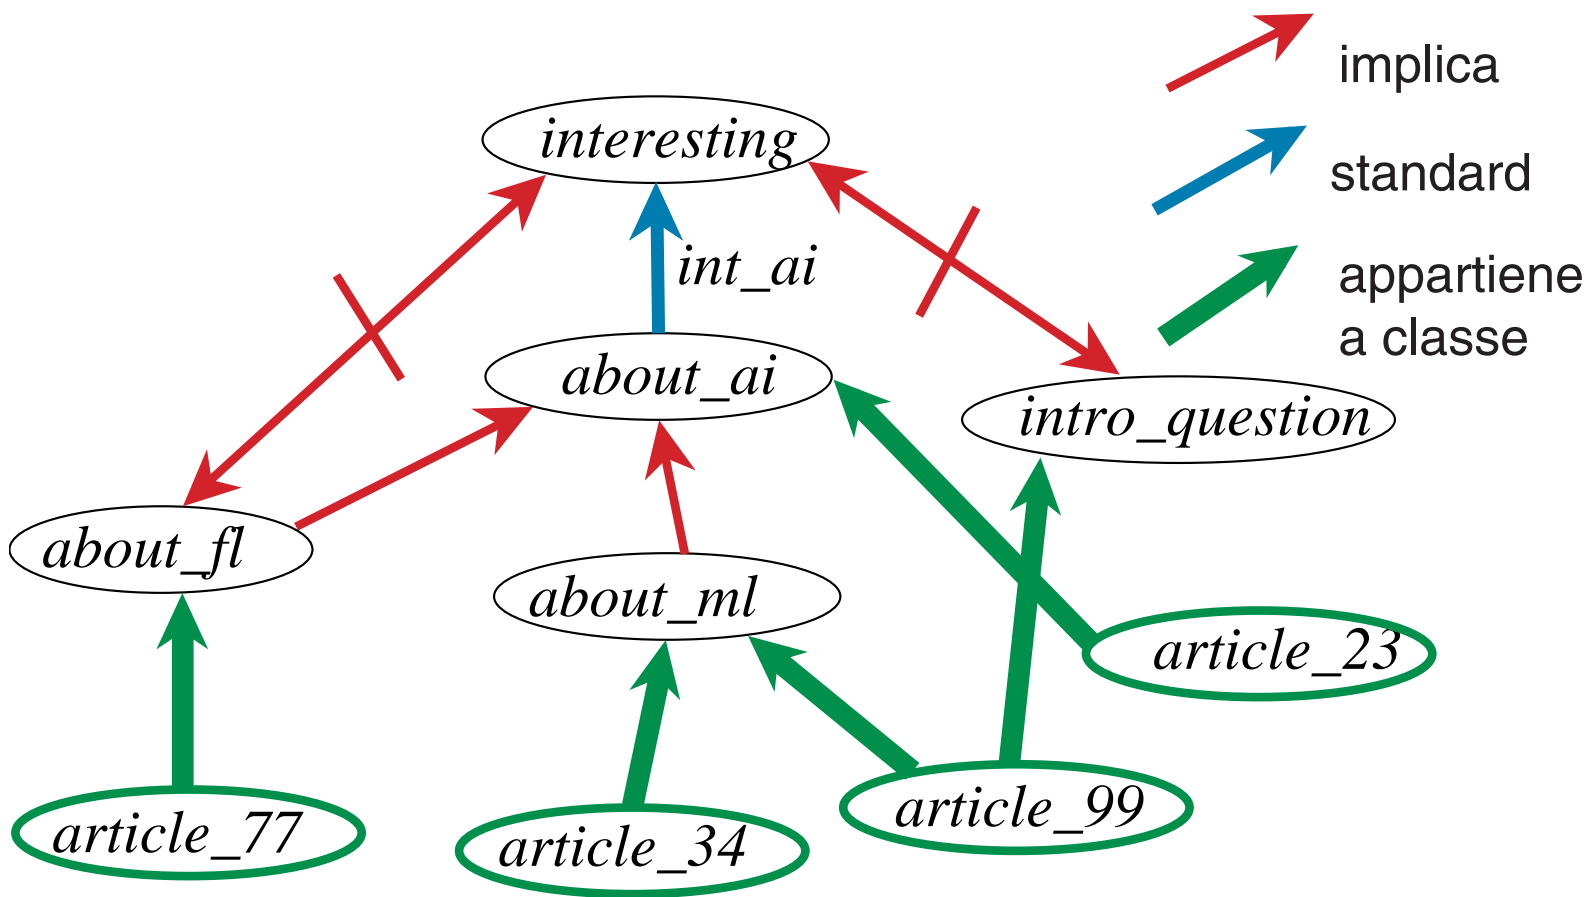 implica
interesting
standard
int_ai
appartiene
a classe
about_ai
intro_question
about_fl
about_ml
article_23
article_77
article_34
article_99